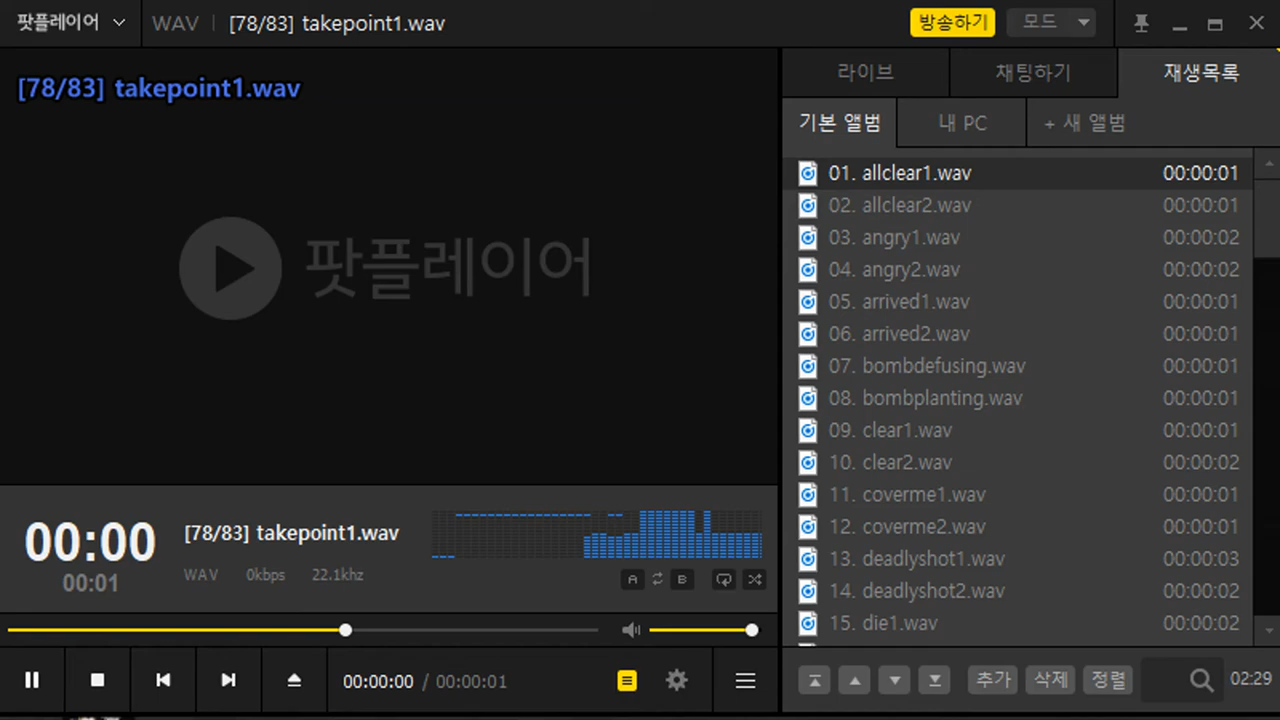 팟플레이어 WAV [78/83] takepoint1.wav 방송하기 모드
[78/83] takepoint1.wav
팟플레이어
라이브 채팅하기 재생목록
기본 앨범 내 PC + 새 앨범
01. allclear1.wav 00:00:01
02. allclear2.wav 00:00:01
03. angry1.wav 00:00:02
04. angry2.wav 00:00:02
05. arrived1.wav 00:00:01
06. arrived2.wav 00:00:01
07. bombdefusing.wav 00:00:01
08. bombplanting.wav 00:00:01
09. clear1.wav 00:00:01
10. clear2.wav 00:00:02
11. coverme1.wav 00:00:01
12. coverme2.wav 00:00:01
13. deadlyshot1.wav 00:00:03
14. deadlyshot2.wav 00:00:02
15. die1.wav 00:00:02
00:00 [78/83] takepoint1.wav
00:01 WAV 0kbps 22.1khz
A B
00:00:00 / 00:00:01
추가 삭제 정렬 02:29